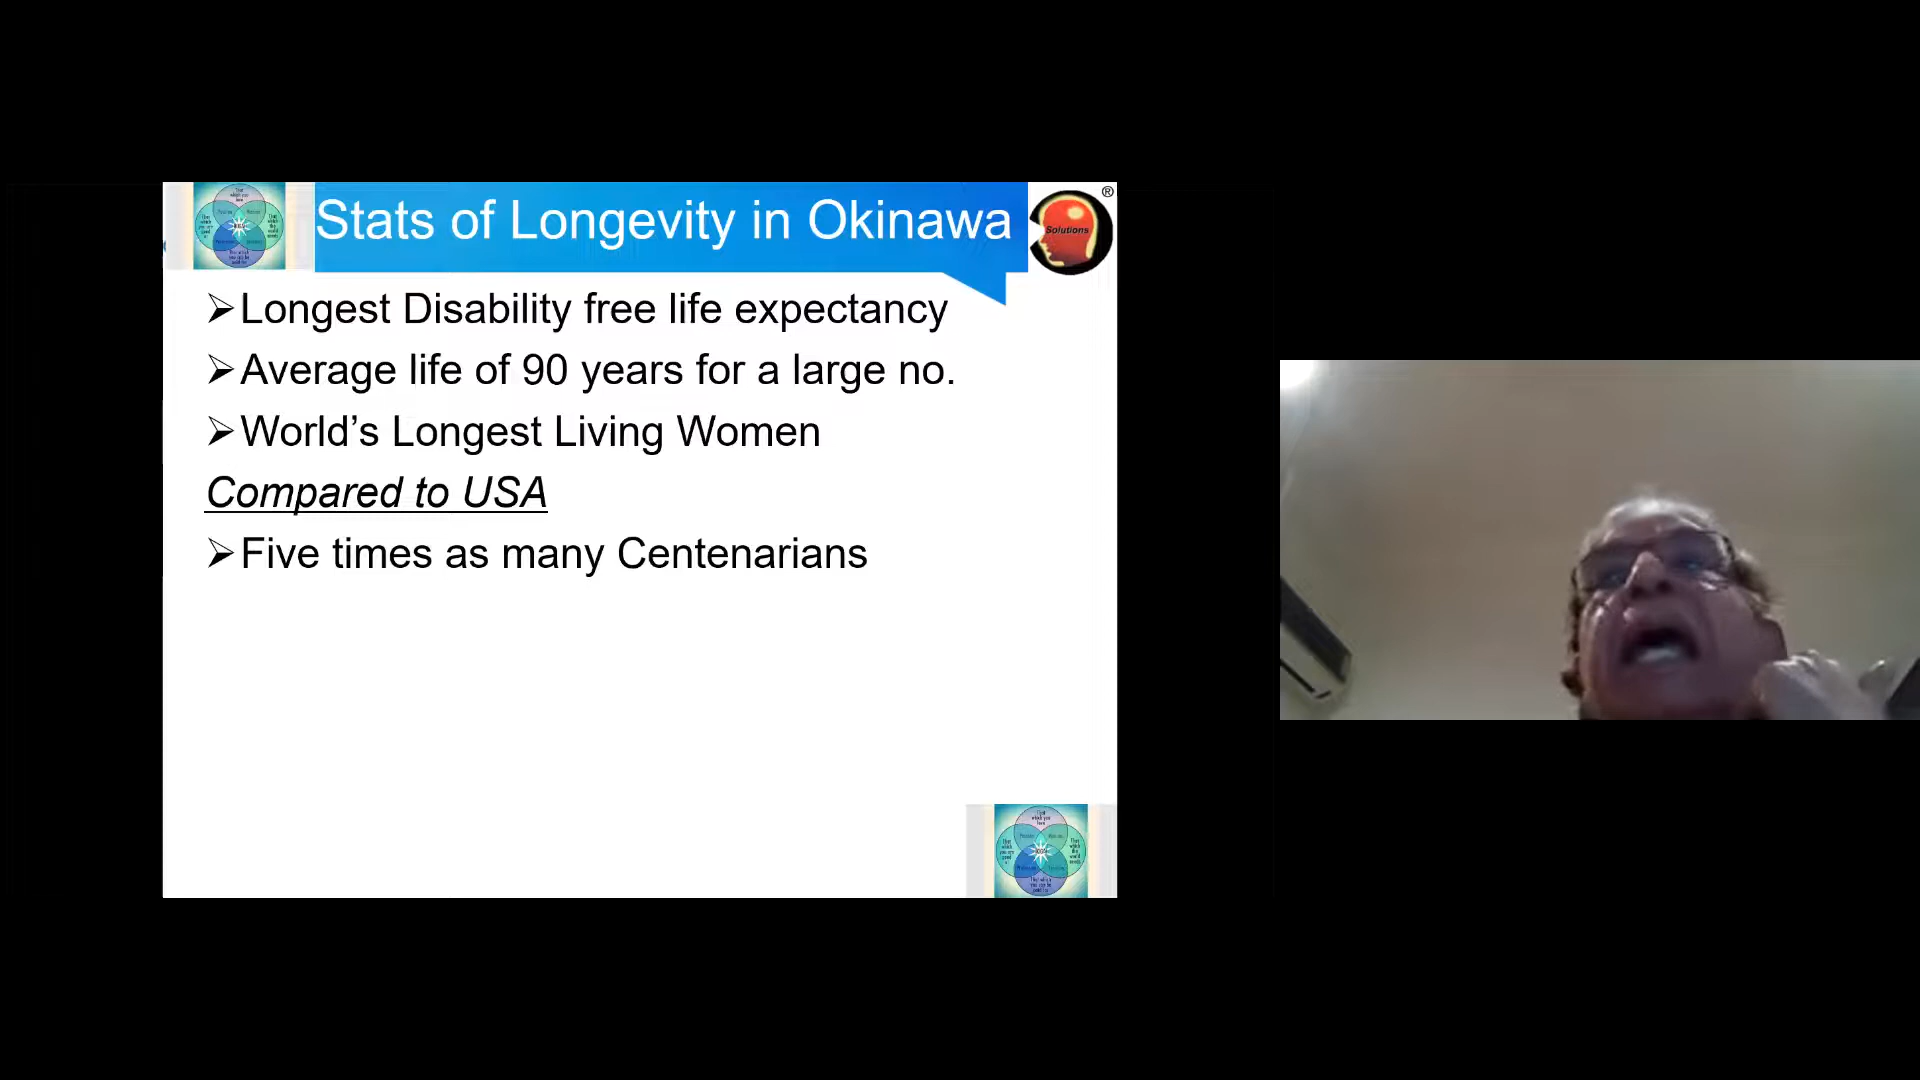 Stats of Longevity in Okinawa
®
Solutions
➢Longest Disability free life expectancy
➢Average life of 90 years for a large no.
➢World’s Longest Living Women
Compared to USA
➢Five times as many Centenarians